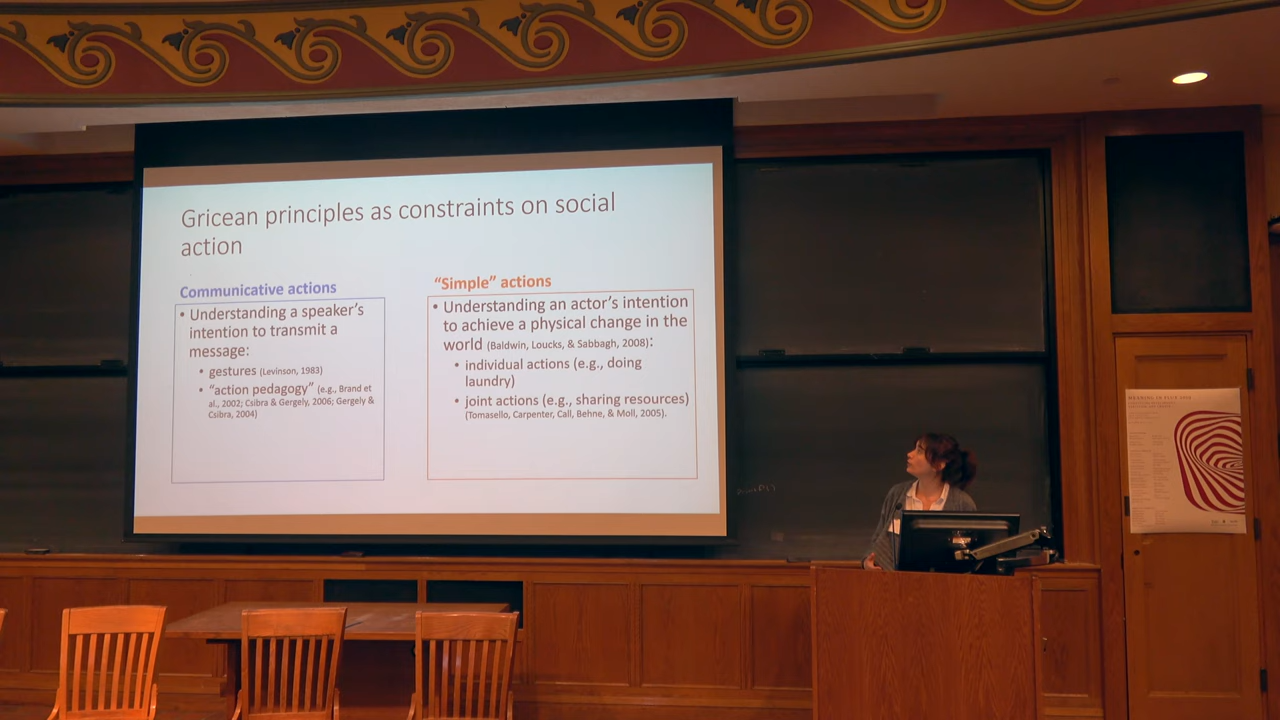 Gricean principles as constraints on social
action
Communicative actions
• Understanding a speaker's
intention to transmit a
message:
• gestures (Levinson, 1983)
• "action pedagogy" (e.g., Brand et
al., 2002; Csibra & Gergely, 2006; Gergely &
Csibra, 2004)
"Simple" actions
• Understanding an actor's intention
to achieve a physical change in the
world (Baldwin, Loucks, & Sabbagh, 2008):
• individual actions (e.g., doing
laundry)
• joint actions (e.g., sharing resources)
(Tomasello, Carpenter, Call, Behne, & Moll, 2005).
MEANING IN FLUX